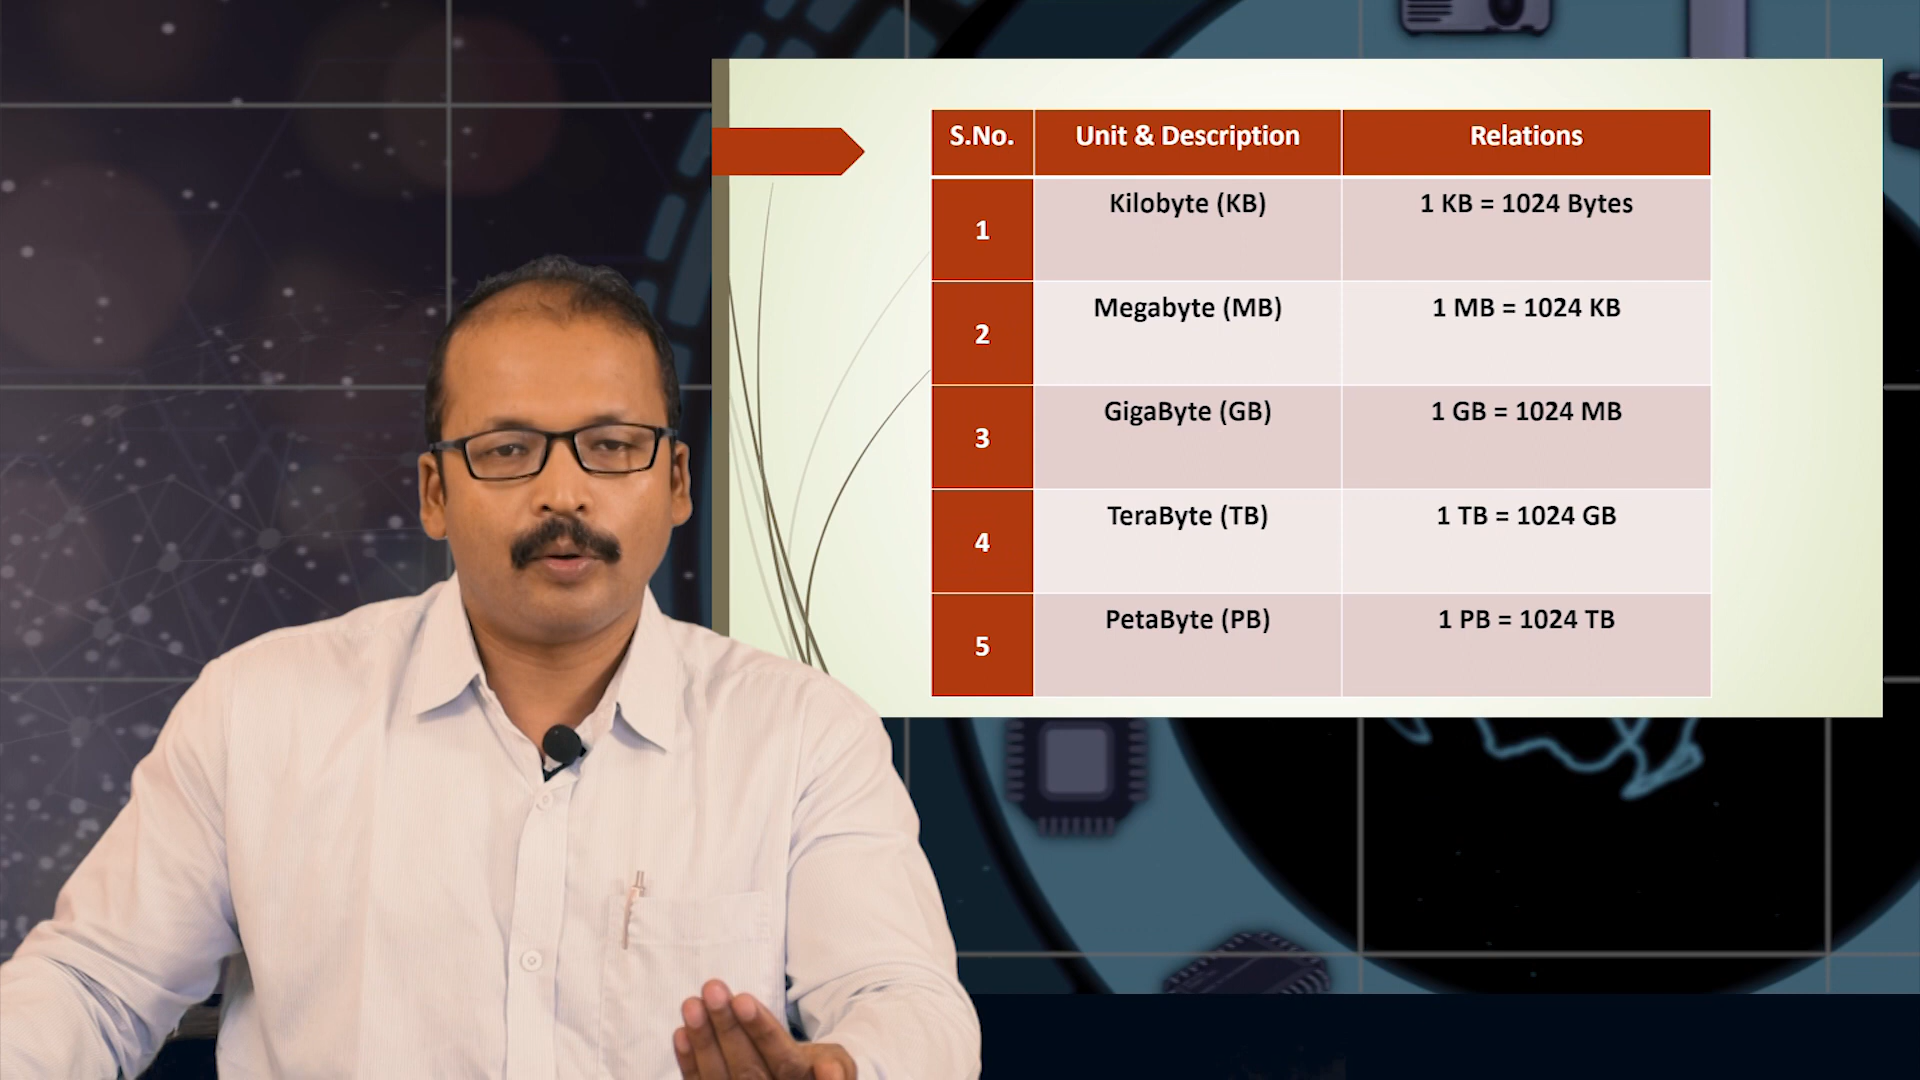 S.No. Unit & Description Relations
1 Kilobyte (KB) 1 KB = 1024 Bytes
2 Megabyte (MB) 1 MB = 1024 KB
3 GigaByte (GB) 1 GB = 1024 MB
4 TeraByte (TB) 1 TB = 1024 GB
5 PetaByte (PB) 1 PB = 1024 TB